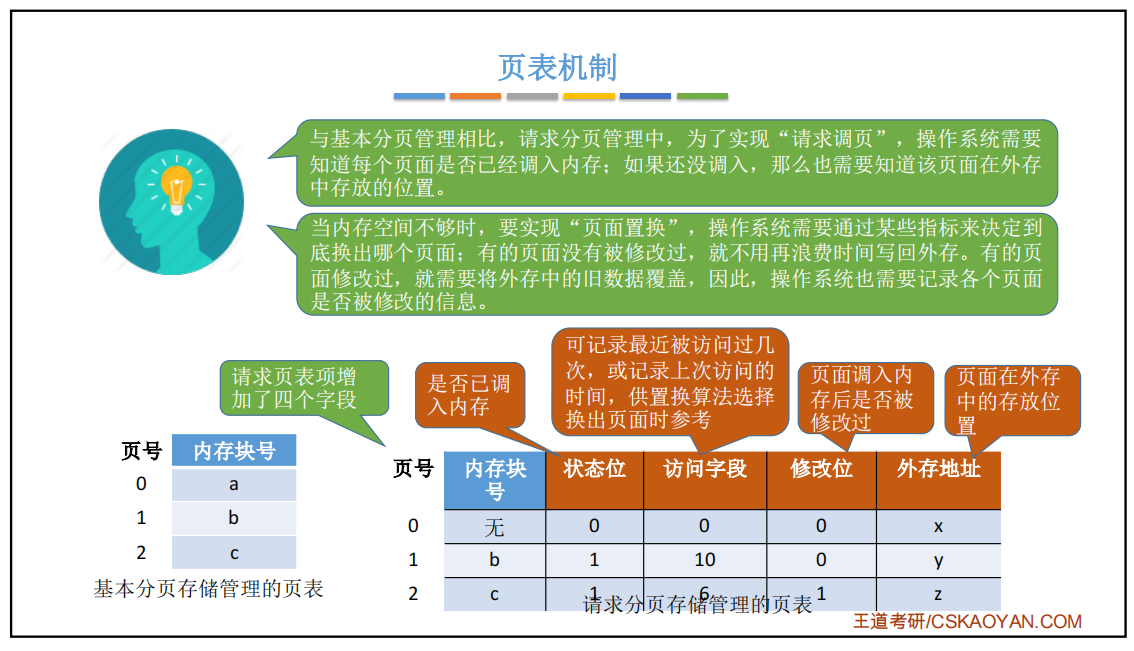 页表机制
与基本分页管理相比，请求分页管理中，为了实现“请求调页”，操作系统需要
知道每个页面是否已经调入内存；如果还没调入，那么也需要知道该页面在外存
中存放的位置。
当内存空间不够时，要实现“页面置换”，操作系统需要通过某些指标来决定到
底换出哪个页面；有的页面没有被修改过，就不用再浪费时间写回外存。有的页
面修改过，就需要将外存中的旧数据覆盖，因此，操作系统也需要记录各个页面
是否被修改的信息。
请求页表项增
加了四个字段
是否已调
入内存
可记录最近被访问过几
次，或记录上次访问的
时间，供置换算法选择
换出页面时参考
页面调入内
存后是否被
修改过
页面在外存
中的存放位
置
页号 内存块号
0 a
1 b
2 c
基本分页存储管理的页表
页号 内存块 状态位 访问字段 修改位 外存地址
号
0 无 0 0 0 x
1 b 1 10 0 y
2 c 1 6 1 z
请求分页存储管理的页表
王道考研/CSKAOYAN.COM